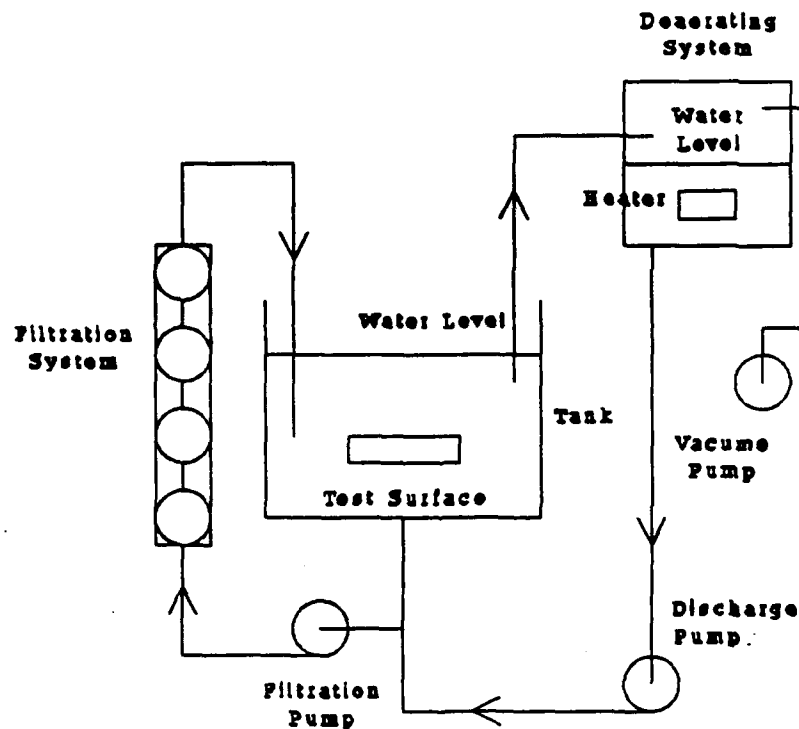 Deaerating
System
Water
Level
Heater
Water Level
Filtration
System
Tank
Vacume
Pump
Test Surface
Discharge
Pump.
Filtration
Pump